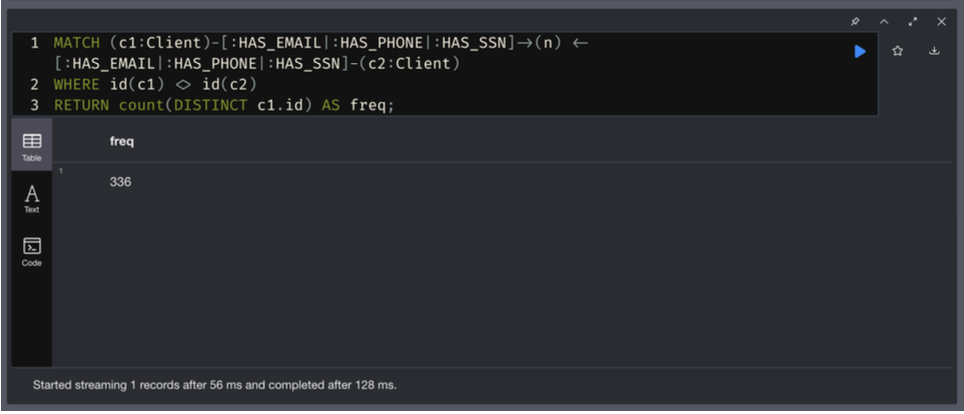 1 MATCH (c1:Client)-[:HAS_EMAIL|:HAS_PHONE|:HAS_SSN]->(n) <-
[:HAS_EMAIL|:HAS_PHONE|:HAS_SSN]-(c2:Client)
2 WHERE id(c1) <> id(c2)
3 RETURN count(DISTINCT c1.id) AS freq;
Table
freq
1
336
A
Text
Code
Started streaming 1 records after 56 ms and completed after 128 ms.